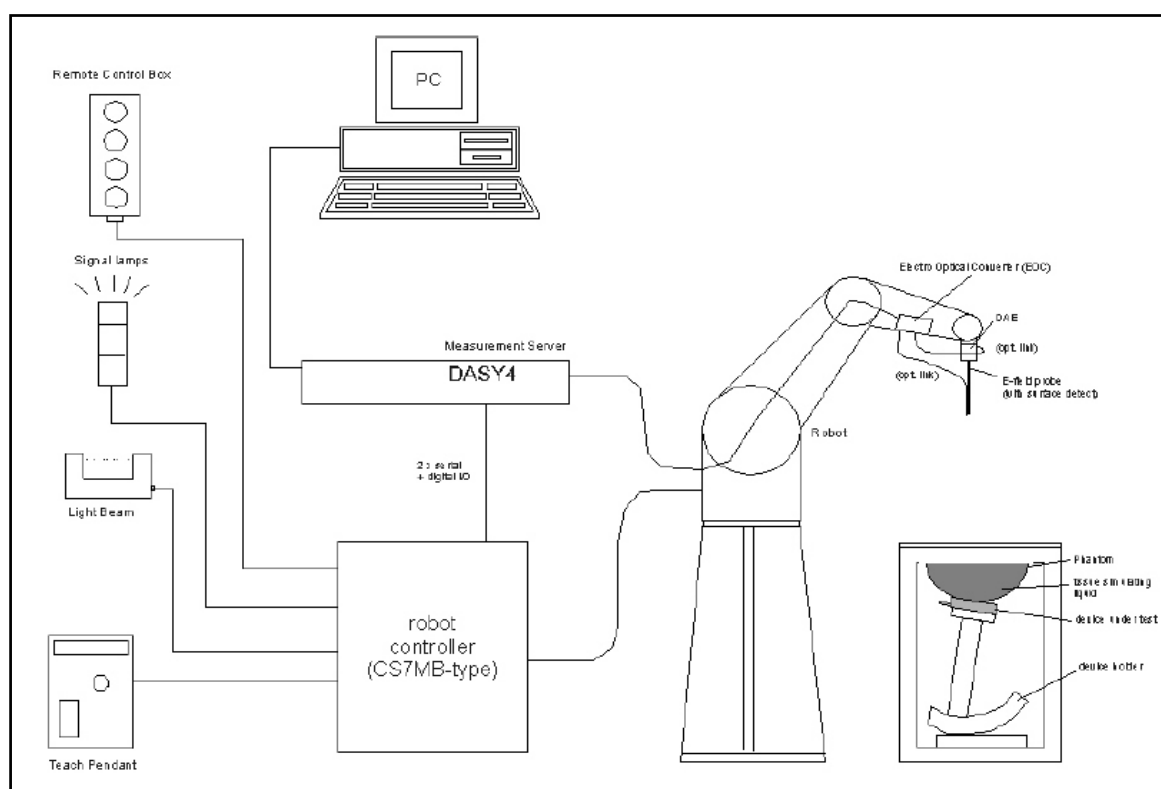 Remote Control Box
PC
Signal lamps
Electro Optical Converter (EOC)
DAE
(opt. link)
(opt. link)
E-field probe
(with surface detect)
Measurement Server
DASY4
Robot
2 x serial
+ digital I/O
Light Beam
Phantom
tissue simulating
liquid
device under test
robot
controller
(CS7MB-type)
device holder
Teach Pendant